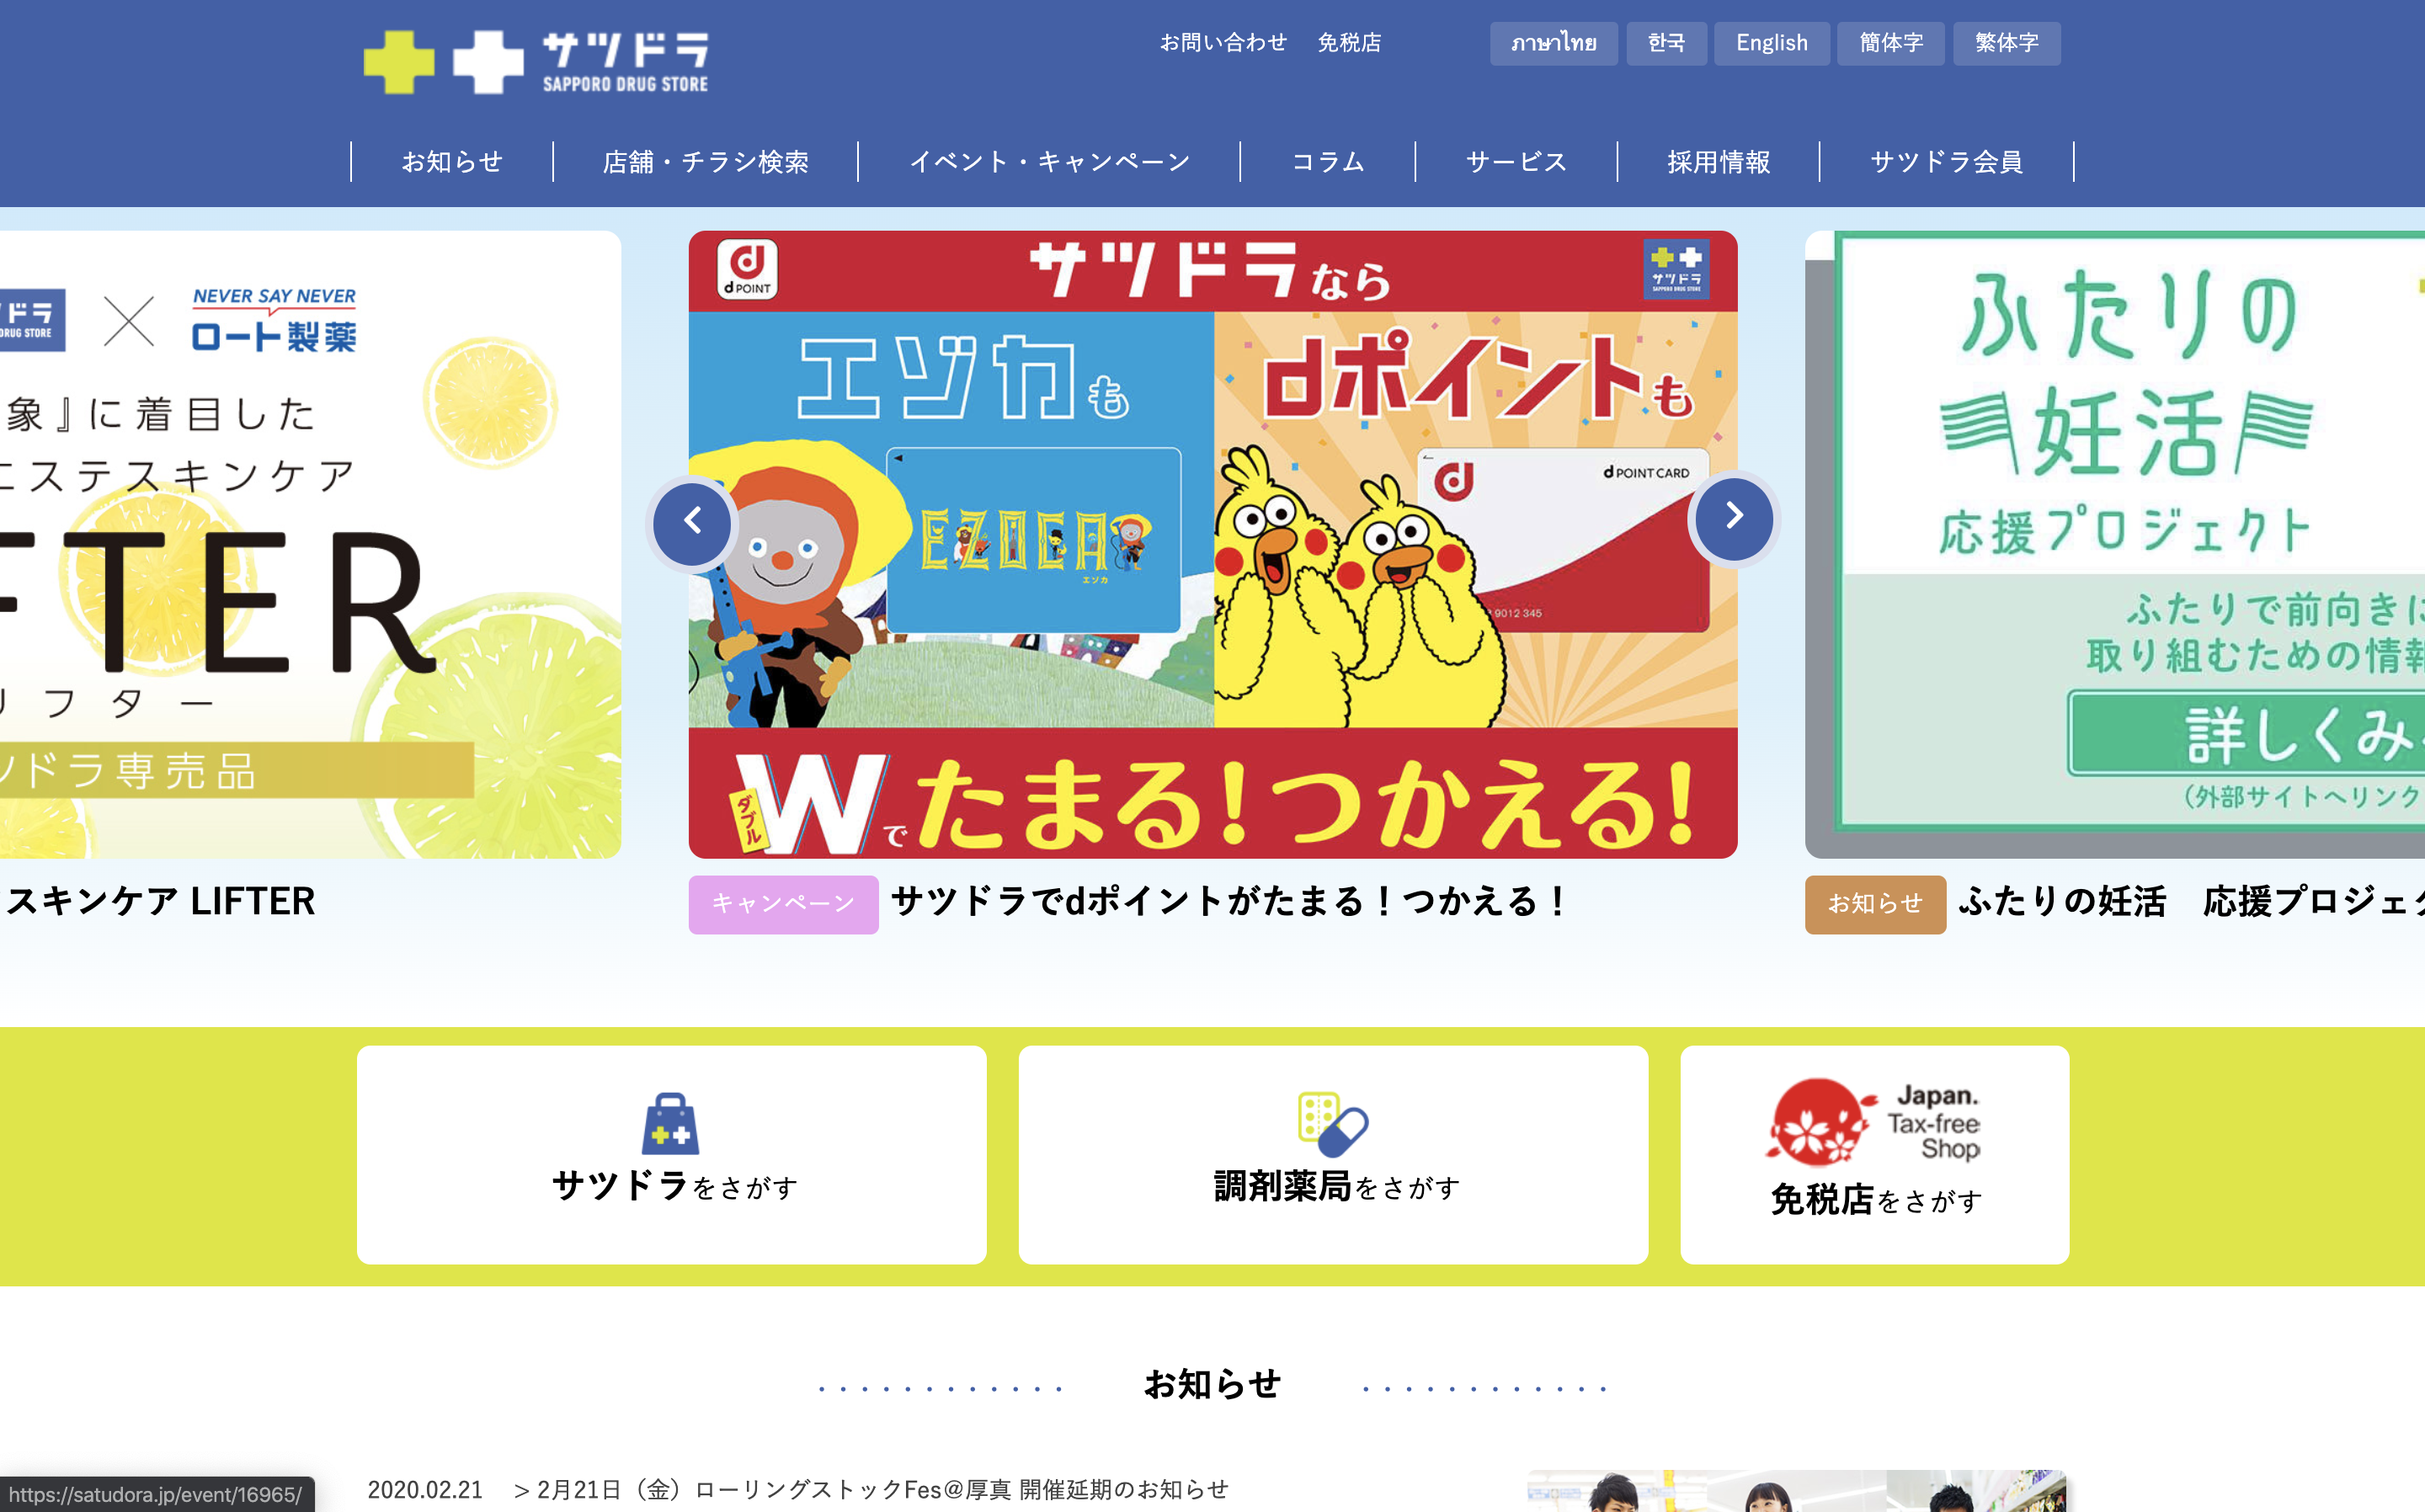 サツドラ
SAPPORO DRUG STORE
お問い合わせ
免税店
ภาษาไทย
한국
English
簡体字
繁体字
お知らせ
店舗・チラシ検索
イベント・キャンペーン
コラム
サービス
採用情報
サツドラ会員
ドラ
DRUG STORE
NEVER SAY NEVER
ロート製薬
象』に着目した
エステスキンケア
FTER
リフター
ツドラ専売品
スキンケア LIFTER
d POINT
サツドラなら
サツドラ
SAPPORO DRUG STORE
エゾカも
dポイントも
EZOCA
エゾカ
d POINT CARD
9012 345
ダブル
Wでたまる!つかえる!
キャンペーン
サツドラでdポイントがたまる！つかえる！
ふたりの
妊活
応援プロジェクト
ふたりで前向きに
取り組むための情報
詳しくみ
（外部サイトへリンク
お知らせ
ふたりの妊活　応援プロジェク
サツドラをさがす
調剤薬局をさがす
Japan.
Tax-free
Shop
免税店をさがす
お知らせ
2020.02.21
> 2月21日（金）ローリングストックFes＠厚真 開催延期のお知らせ
https://satudora.jp/event/16965/